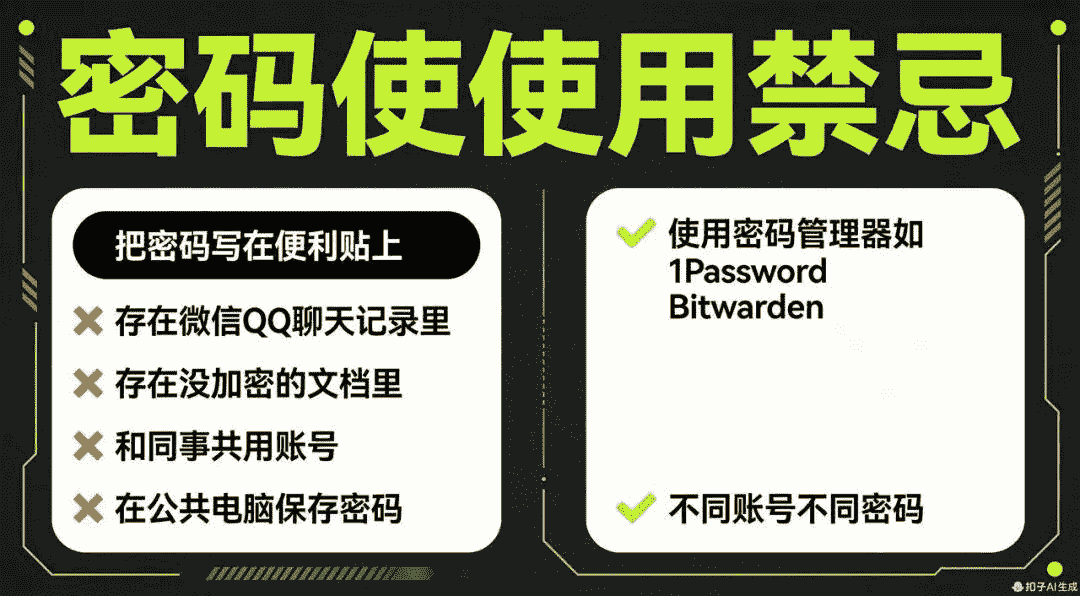 密码使使用禁忌
把密码写在便利贴上
存在微信QQ聊天记录里
存在没加密的文档里
和同事共用账号
在公共电脑保存密码
使用密码管理器如
1Password
Bitwarden
不同账号不同密码
扣子AI生成